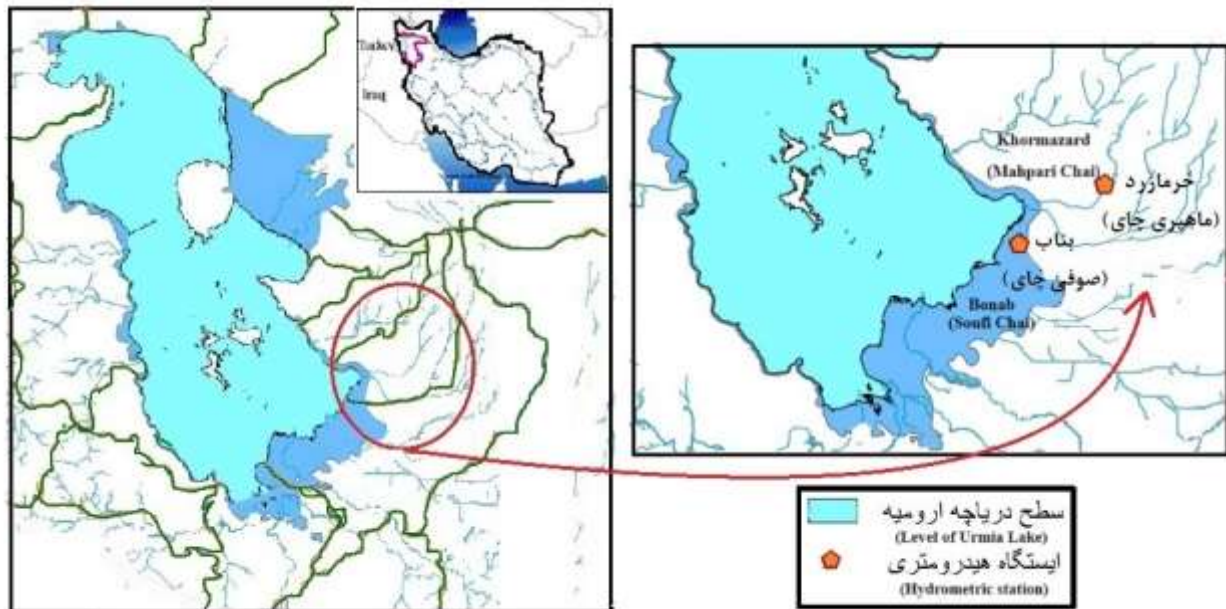 Turkey
Iraq
Khormazard
(Mahpari Chai)
خرمازرد
(ماهپری چای)
بناب
(صوفی چای)
Bonab
(Soufi Chai)
سطح دریاچه ارومیه
(Level of Urmia Lake)
ایستگاه هیدرومتری
(Hydrometric station)